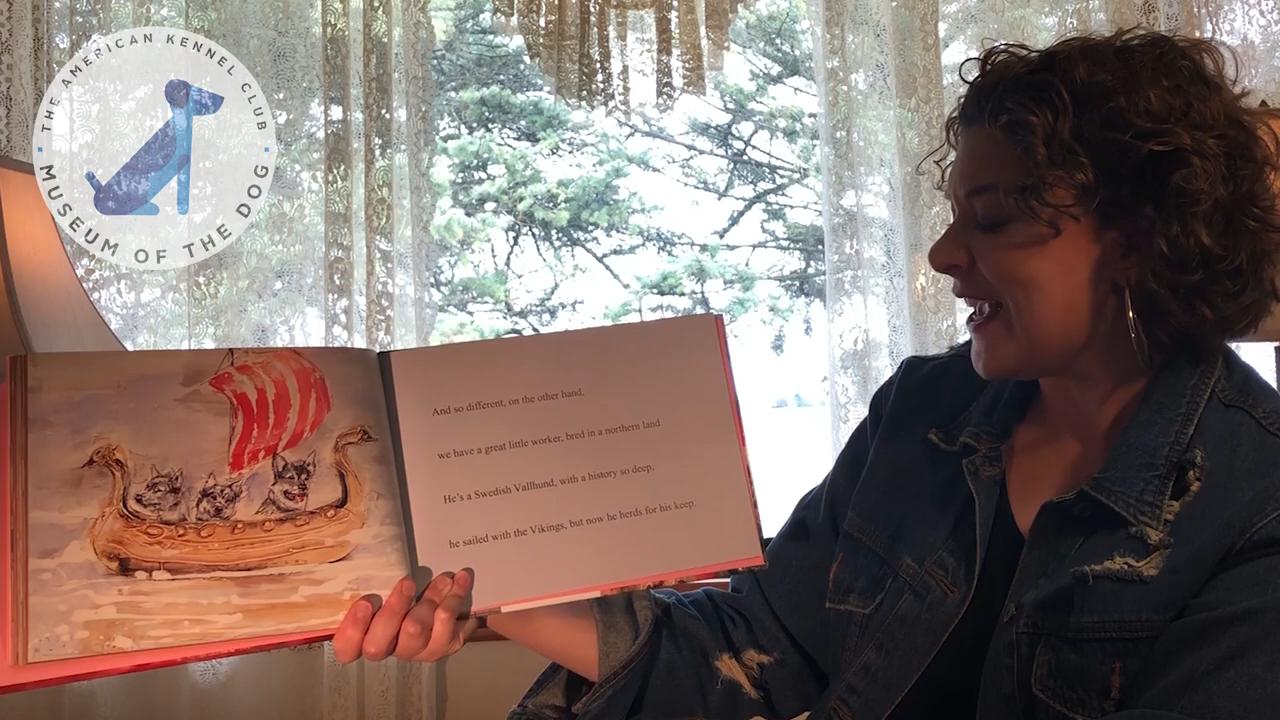 THE AMERICAN KENNEL CLUB
MUSEUM OF THE DOG
And so different, on the other hand,
we have a great little worker, bred in a northern land
He's a Swedish Vallhund, with a history so deep,
he sailed with the Vikings, but now he herds for his keep.